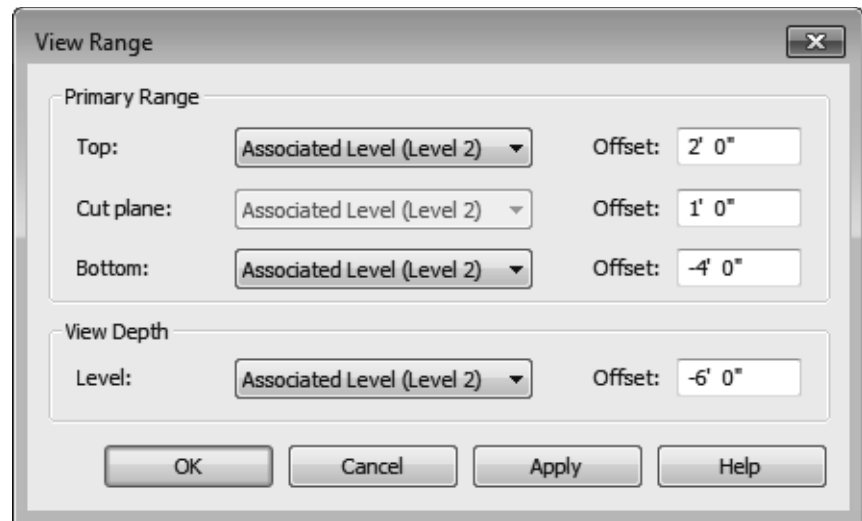 View Range
Primary Range
Top: Associated Level (Level 2) Offset: 2' 0"
Cut plane: Associated Level (Level 2) Offset: 1' 0"
Bottom: Associated Level (Level 2) Offset: -4' 0"
View Depth
Level: Associated Level (Level 2) Offset: -6' 0"
OK Cancel Apply Help